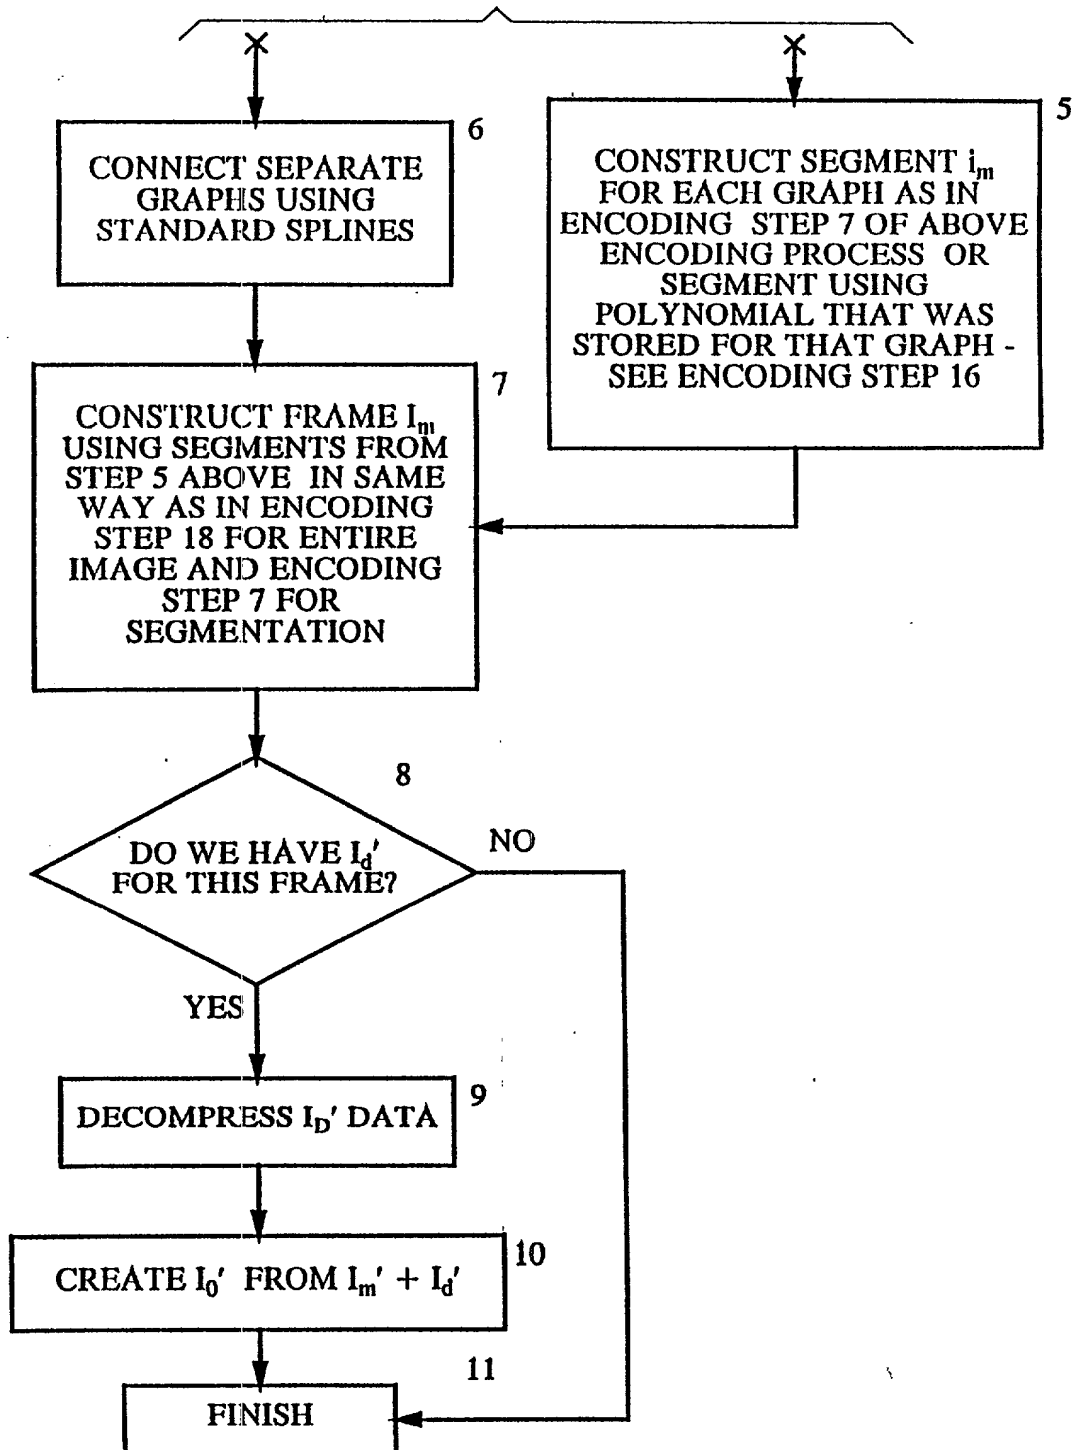 6
CONNECT SEPARATE
GRAPHS USING
STANDARD SPLINES
5
CONSTRUCT SEGMENT iₘ
FOR EACH GRAPH AS IN
ENCODING STEP 7 OF ABOVE
ENCODING PROCESS OR
SEGMENT USING
POLYNOMIAL THAT WAS
STORED FOR THAT GRAPH -
SEE ENCODING STEP 16
7
CONSTRUCT FRAME Iₘ
USING SEGMENTS FROM
STEP 5 ABOVE IN SAME
WAY AS IN ENCODING
STEP 18 FOR ENTIRE
IMAGE AND ENCODING
STEP 7 FOR
SEGMENTATION
8
DO WE HAVE I_d'
FOR THIS FRAME?
NO
YES
9
DECOMPRESS I_D' DATA
10
CREATE I₀' FROM Iₘ' + I_d'
11
FINISH